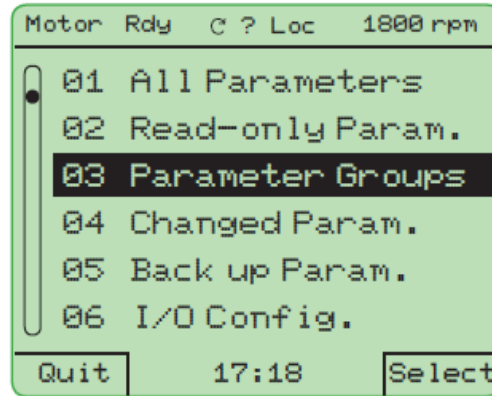 Motor Rdy C ? Loc 1800 rpm
01 All Parameters
02 Read-only Param.
03 Parameter Groups
04 Changed Param.
05 Back up Param.
06 I/O Config.
Quit 17:18 Select